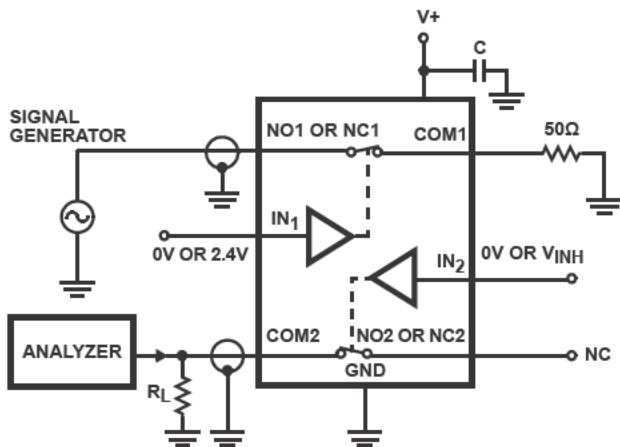 V+
C
SIGNAL
GENERATOR
NO1 OR NC1
COM1
50Ω
IN1
0V OR 2.4V
IN2
0V OR VINH
COM2
NO2 OR NC2
ANALYZER
GND
NC
RL